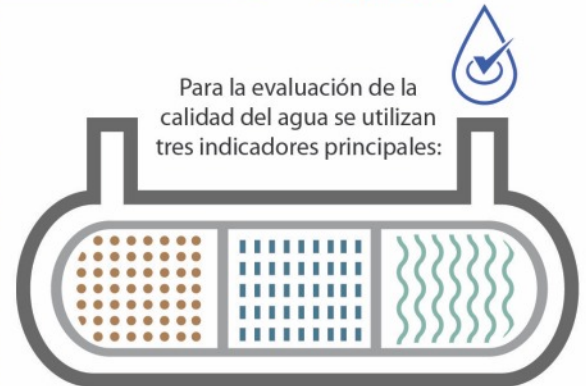 Para la evaluación de la
calidad del agua se utilizan
tres indicadores principales: